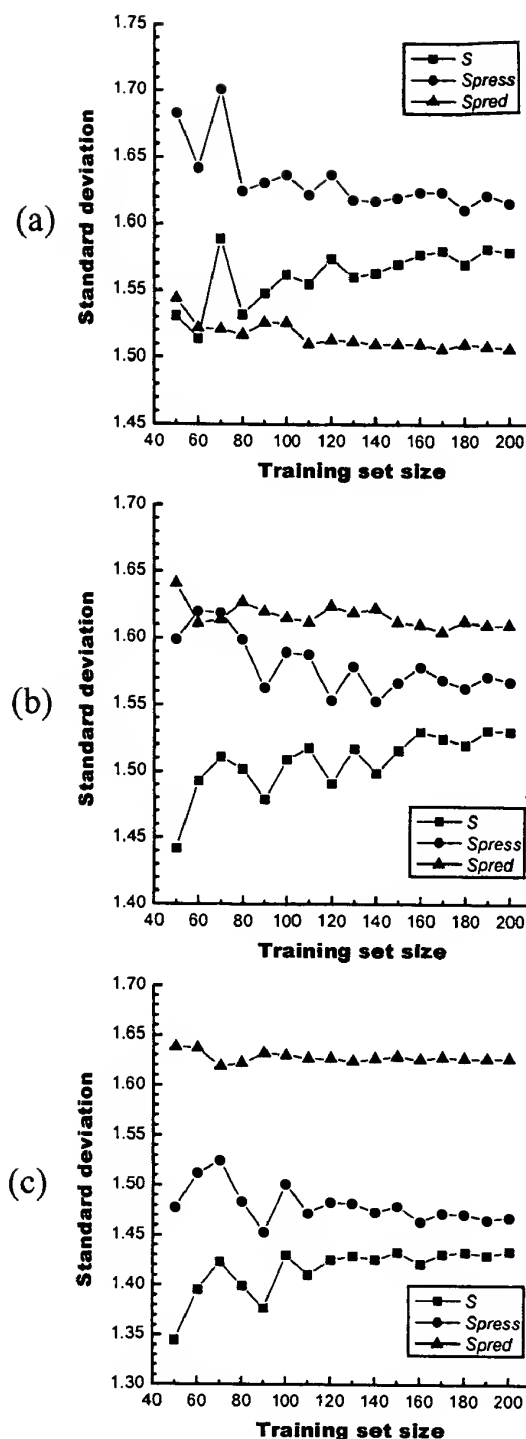 (a)
Standard deviation
1.75
1.70
1.65
1.60
1.55
1.50
1.45
S
Spress
Spred
40 60 80 100 120 140 160 180 200
Training set size
(b)
Standard deviation
1.70
1.65
1.60
1.55
1.50
1.45
1.40
S
Spress
Spred
40 60 80 100 120 140 160 180 200
Training set size
(c)
Standard deviation
1.70
1.65
1.60
1.55
1.50
1.45
1.40
1.35
1.30
S
Spress
Spred
40 60 80 100 120 140 160 180 200
Training set size